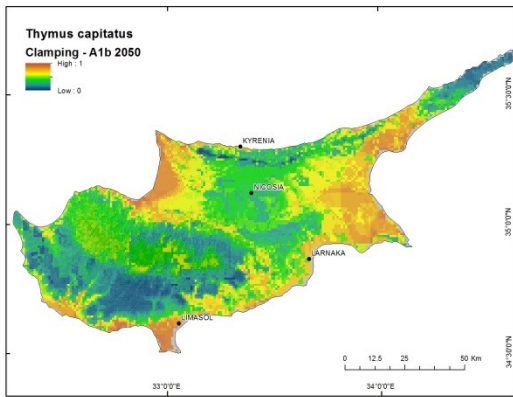 Thymus capitatus
Clamping - A1b 2050
High : 1
Low : 0
KYRENIA
NICOSIA
LARNAKA
LIMASOL
35°30'0"N
35°0'0"N
34°30'0"N
0 12.5 25 50 Km
33°0'0"E 34°0'0"E